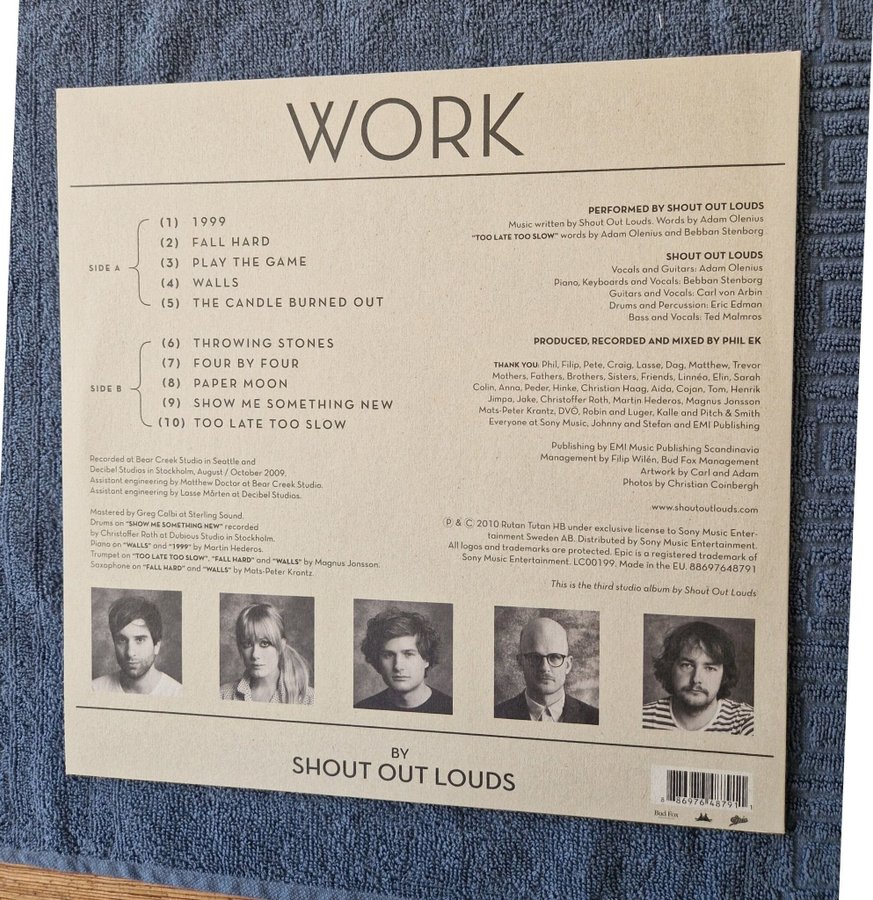 WORK
SIDE A
(1) 1999
(2) FALL HARD
(3) PLAY THE GAME
(4) WALLS
(5) THE CANDLE BURNED OUT
SIDE B
(6) THROWING STONES
(7) FOUR BY FOUR
(8) PAPER MOON
(9) SHOW ME SOMETHING NEW
(10) TOO LATE TOO SLOW
Recorded at Bear Creek Studio in Seattle and
Decibel Studios in Stockholm, August / October 2009.
Assistant engineering by Matthew Doctor at Bear Creek Studio.
Assistant engineering by Lasse Mårten at Decibel Studios.
Mastered by Greg Calbi at Sterling Sound.
Drums on "SHOW ME SOMETHING NEW" recorded
by Christoffer Roth at Dubious Studio in Stockholm.
Piano on "WALLS" and "1999" by Martin Hederos.
Trumpet on "TOO LATE TOO SLOW", "FALL HARD" and "WALLS" by Magnus Jonsson.
Saxophone on "FALL HARD" and "WALLS" by Mats-Peter Krantz.
PERFORMED BY SHOUT OUT LOUDS
Music written by Shout Out Louds. Words by Adam Olenius
"TOO LATE TOO SLOW" words by Adam Olenius and Bebban Stenborg
SHOUT OUT LOUDS
Vocals and Guitars: Adam Olenius
Piano, Keyboards and Vocals: Bebban Stenborg
Guitars and Vocals: Carl von Arbin
Drums and Percussion: Eric Edman
Bass and Vocals: Ted Malmros
PRODUCED, RECORDED AND MIXED BY PHIL EK
THANK YOU: Phil, Filip, Pete, Craig, Lasse, Dag, Matthew, Trevor
Mothers, Fathers, Brothers, Sisters, Friends, Linnéa, Elin, Sarah
Colin, Anna, Peder, Hinke, Christian Haag, Aida, Cojan, Tom, Henrik
Jimpa, Jake, Christoffer Roth, Martin Hederos, Magnus Jonsson
Mats-Peter Krantz, DVÖ, Robin and Luger, Kalle and Pitch & Smith
Everyone at Sony Music, Johnny and Stefan and EMI Publishing
Publishing by EMI Music Publishing Scandinavia
Management by Filip Wilén, Bud Fox Management
Artwork by Carl and Adam
Photos by Christian Coinbergh
www.shoutoutlouds.com
Ⓟ & Ⓒ 2010 Rutan Tutan HB under exclusive license to Sony Music Enter-
tainment Sweden AB. Distributed by Sony Music Entertainment.
All logos and trademarks are protected. Epic is a registered trademark of
Sony Music Entertainment. LC00199. Made in the EU. 88697648791
This is the third studio album by Shout Out Louds
BY
SHOUT OUT LOUDS
8 86976 48791 1
Bud Fox
Epic